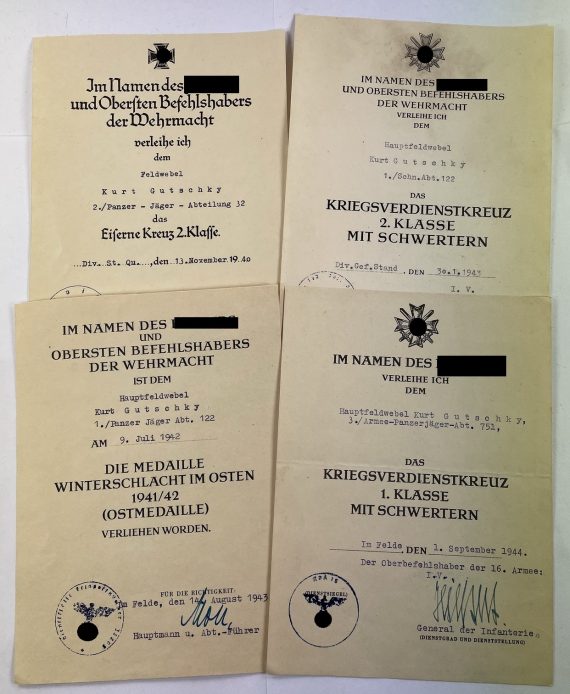 Im Namen des
und Obersten Befehlshabers
der Wehrmacht
verleihe ich
dem
Feldwebel
Kurt Gutschky
2./Panzer - Jäger - Abteilung 32
das
Eiserne Kreuz 2.Klasse.
...Div. St. Qu....,den 13.November 1940
IM NAMEN DES
UND OBERSTEN BEFEHLSHABERS
DER WEHRMACHT
VERLEIHE ICH
DEM
Hauptfeldwebel
Kurt Gutschky
1./Schn.Abt.122
DAS
KRIEGSVERDIENSTKREUZ
2. KLASSE
MIT SCHWERTERN
Div.Gef.Stand, DEN 30.1.1943
I. V.
IM NAMEN DES
UND
OBERSTEN BEFEHLSHABERS
DER WEHRMACHT
IST DEM
Hauptfeldwebel
Kurt Gutschky
1./Panzer Jäger Abt. 122
AM 9. Juli 1942
DIE MEDAILLE
WINTERSCHLACHT IM OSTEN
1941/42
(OSTMEDAILLE)
VERLIEHEN WORDEN.
FÜR DIE RICHTIGKEIT:
Im Felde, den 14. August 1943
Hauptmann u. Abt.-Führer
IM NAMEN DES
VERLEIHE ICH
DEM
Hauptfeldwebel Kurt Gutschky,
3./Armee-Panzerjäger-Abt. 751,
DAS
KRIEGSVERDIENSTKREUZ
1. KLASSE
MIT SCHWERTERN
Im Felde, DEN 1. September 1944.
Der Oberbefehlshaber der 16. Armee:
I.V.
(DIENSTSIEGEL)
General der Infanterie
(DIENSTGRAD UND DIENSTSTELLUNG)